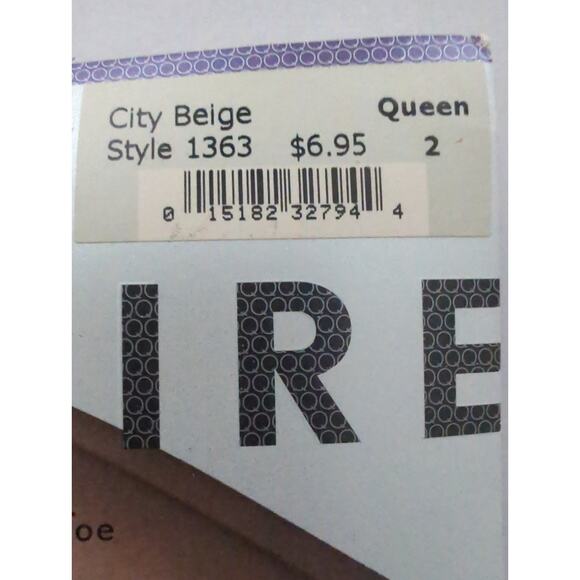 City Beige Queen
Style 1363 $6.95 2
0 15182 32794 4
IRE
oe